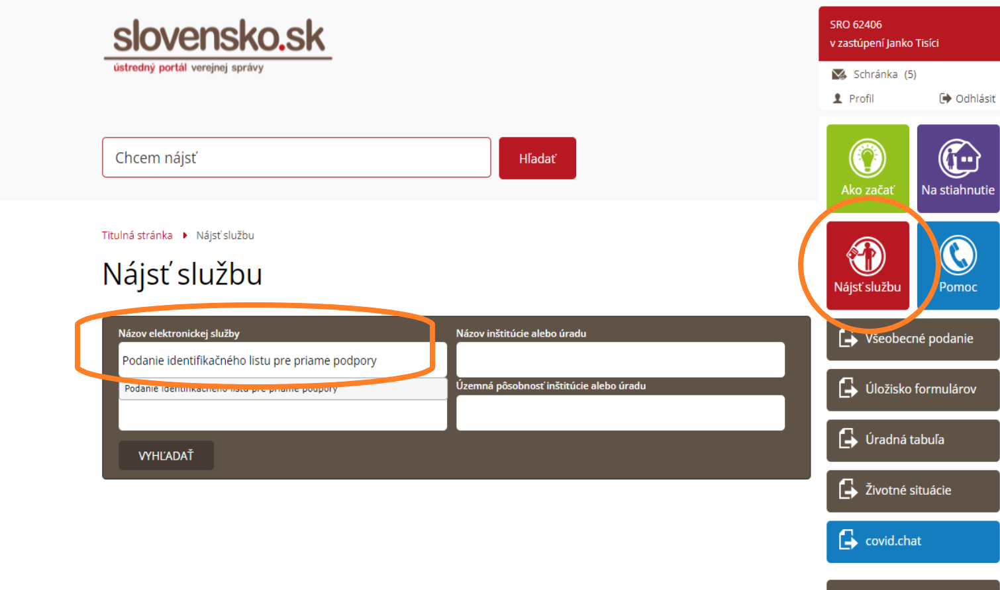 slovensko.sk
ústredný portál verejnej správy
SRO 62406
v zastúpení Janko Tisíci
Schránka (5)
Profil
Odhlásiť
Chcem nájsť
Hľadať
Ako začať
Na stiahnutie
Nájsť službu
Pomoc
Titulná stránka
Nájsť službu
Nájsť službu
Názov elektronickej služby
Názov inštitúcie alebo úradu
Podanie identifikačného listu pre priame podpory
Podanie identifikačného listu pre priame podpory
Územná pôsobnosť inštitúcie alebo úradu
VYHĽADAŤ
Všeobecné podanie
Úložisko formulárov
Úradná tabuľa
Životné situácie
covid.chat